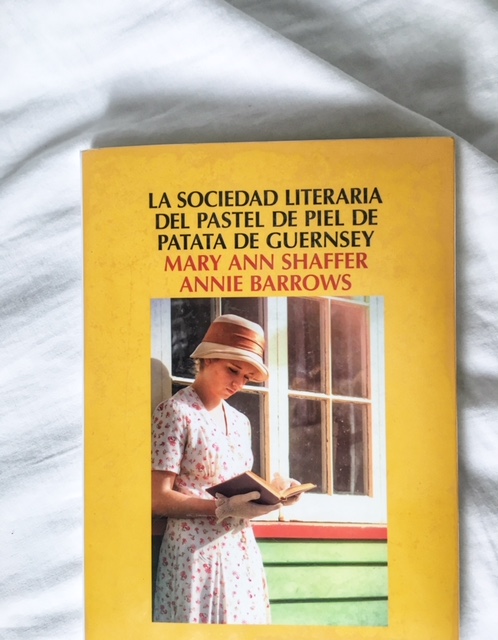 LA SOCIEDAD LITERARIA
DEL PASTEL DE PIEL DE
PATATA DE GUERNSEY
MARY ANN SHAFFER
ANNIE BARROWS